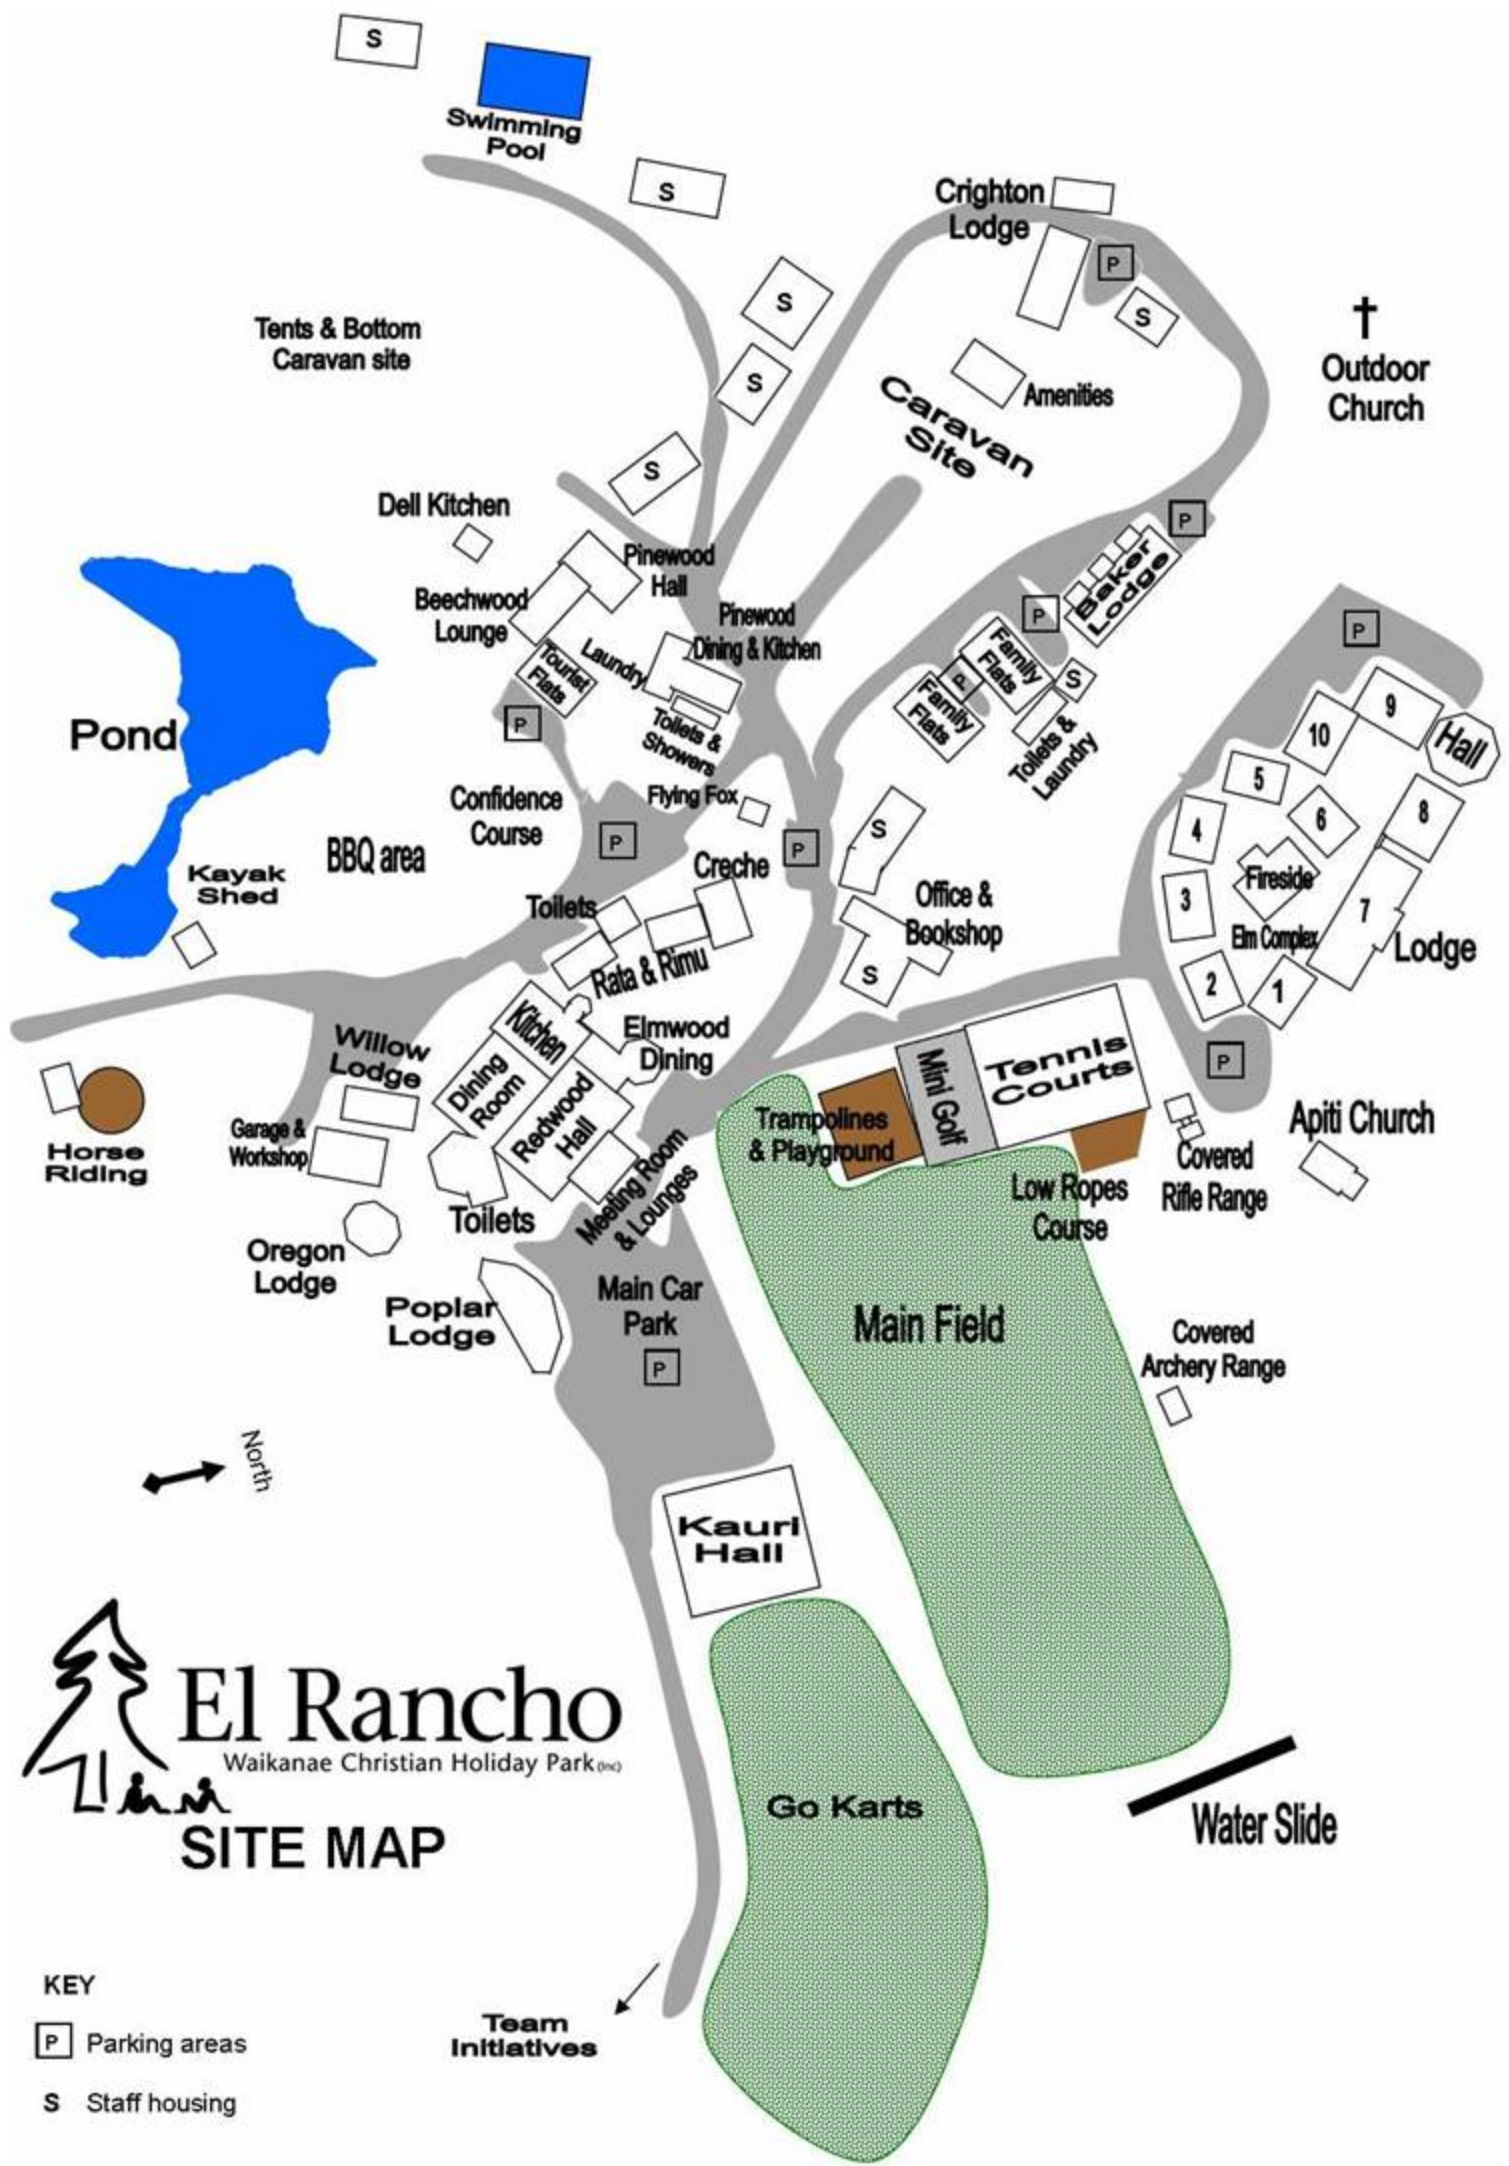 S
Swimming
Pool
S
Crighton
Lodge
P
S
S
Tents & Bottom
Caravan site
†
Outdoor
Church
S
Amenities
Caravan
Site
S
Dell Kitchen
P
Pinewood
Hall
Baker
Lodge
Beechwood
Lounge
Pinewood
Dining & Kitchen
P
P
Tourist
Flats
Laundry
Family
Flats
S
P
Family
Flats
Toilets &
Laundry
P
Toilets &
Showers
Pond
9
10
Hall
5
6
8
4
Fireside
3
7
Elm Complex
Lodge
2
1
Confidence
Course
Flying Fox
P
P
S
BBQ area
Creche
Kayak
Shed
Toilets
Office &
Bookshop
S
Rata & Rimu
Kitchen
Elmwood
Dining
Willow
Lodge
Dining
Room
Redwood
Hall
Mini Golf
Tennis
Courts
P
Trampolines
& Playground
Garage &
Workshop
Horse
Riding
Apiti Church
Covered
Rifle Range
Low Ropes
Course
Meeting Room
& Lounges
Toilets
Oregon
Lodge
Poplar
Lodge
Main Car
Park
P
Main Field
Covered
Archery Range
North
Kauri
Hall
El Rancho
Waikanae Christian Holiday Park (Inc)
SITE MAP
Go Karts
Water Slide
Team
Initiatives
KEY
P Parking areas
S Staff housing